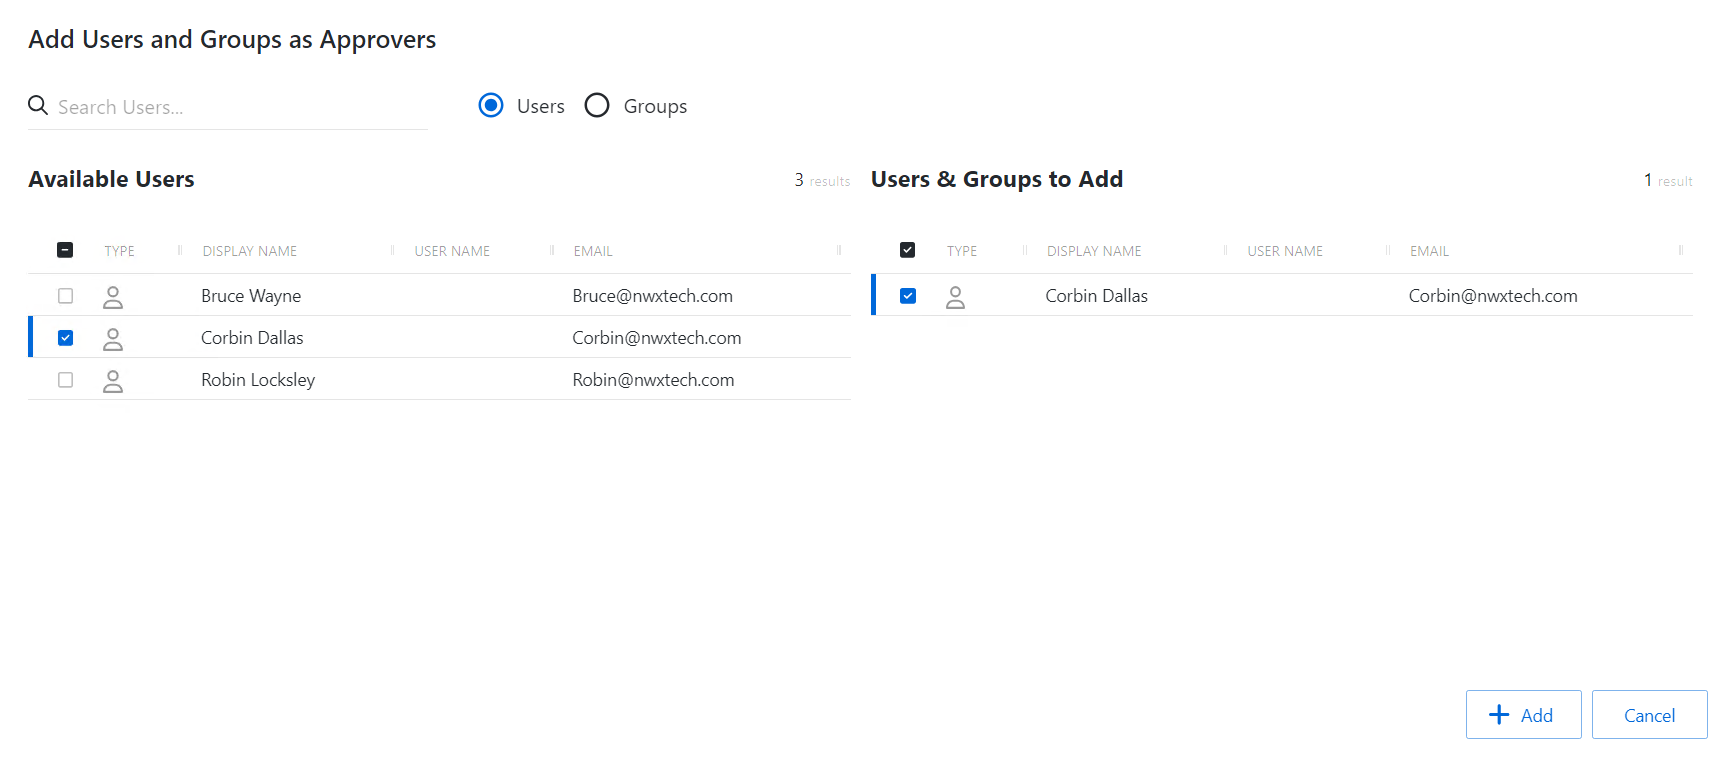 Add Users and Groups as Approvers
Search Users...
Users Groups
Available Users 3 results
TYPE DISPLAY NAME USER NAME EMAIL
Bruce Wayne Bruce@nwxtech.com
Corbin Dallas Corbin@nwxtech.com
Robin Locksley Robin@nwxtech.com
Users & Groups to Add 1 result
TYPE DISPLAY NAME USER NAME EMAIL
Corbin Dallas Corbin@nwxtech.com
Add Cancel